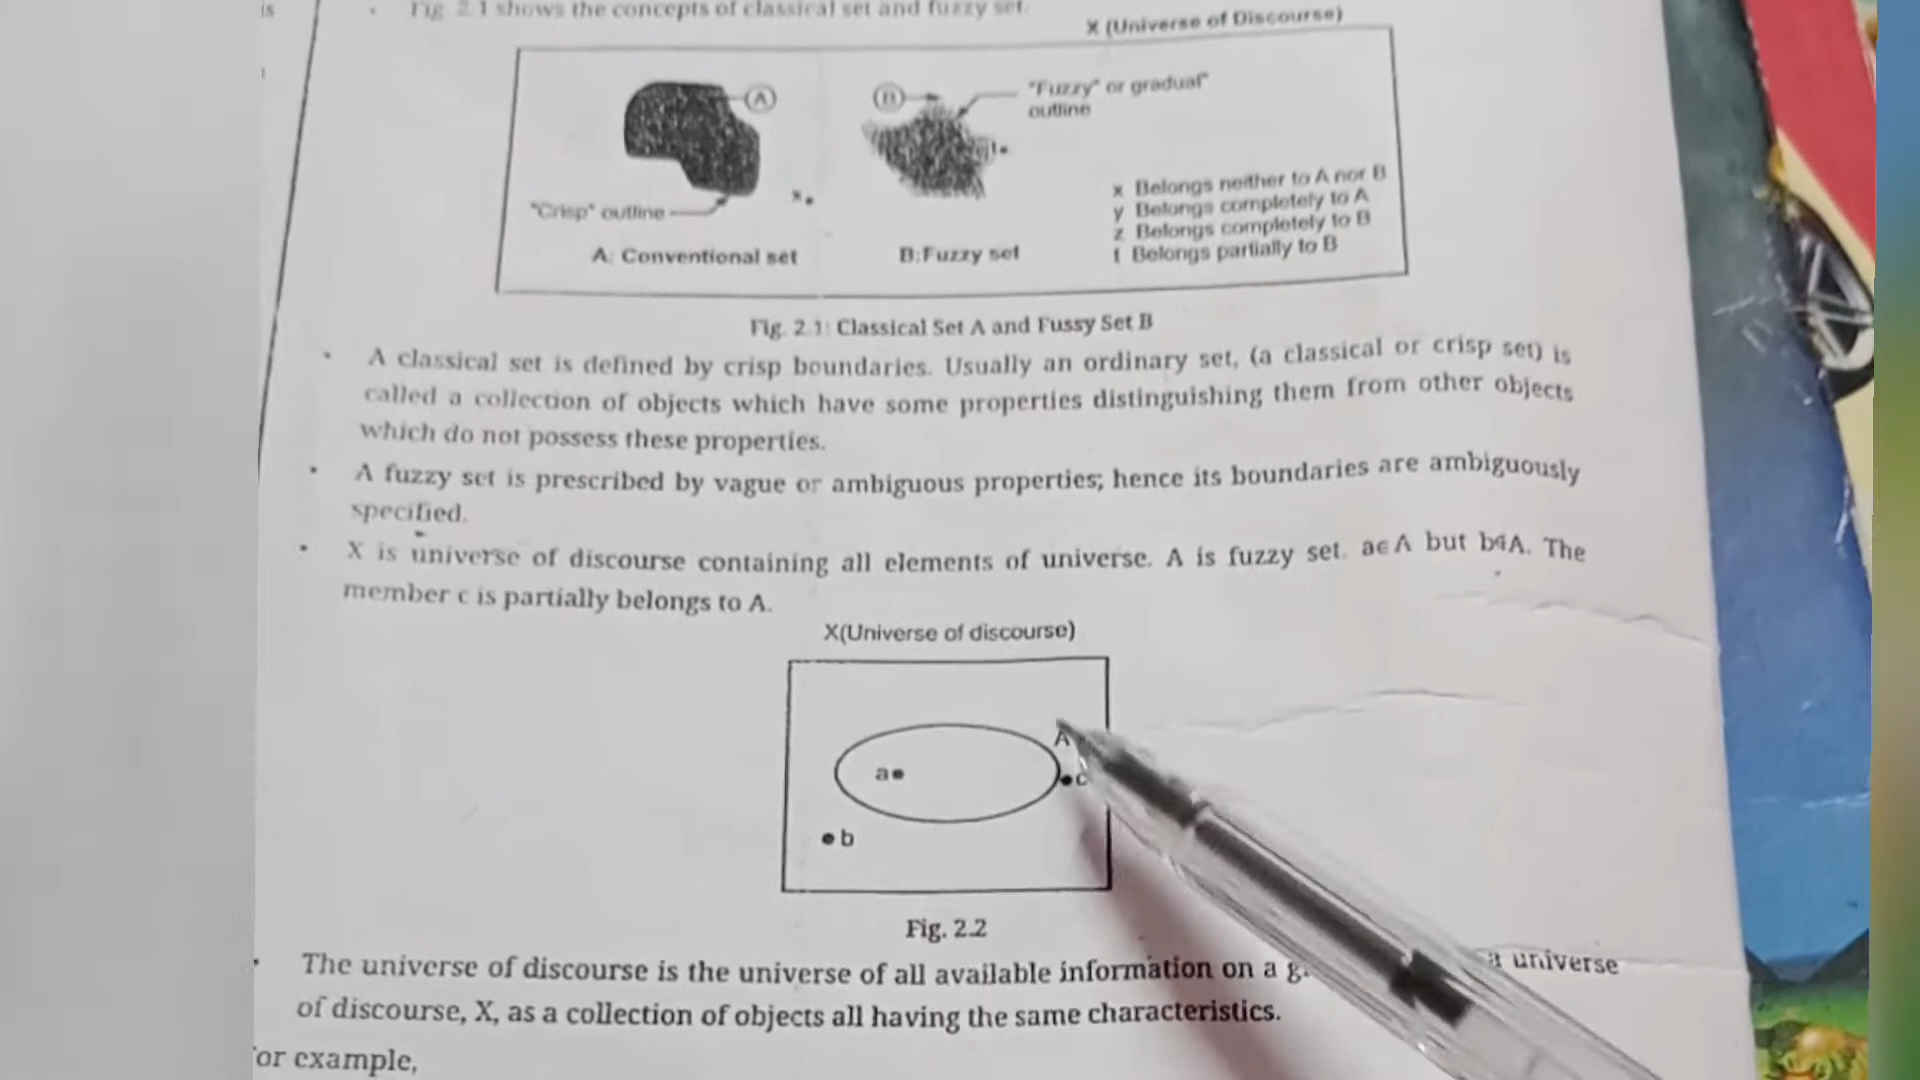 is
Fig. 2.1 shows the concepts of classical set and fuzzy set.
X (Universe of Discourse)
A
B
"Fuzzy" or gradual"
outline
t
x
"Crisp" outline
x Belongs neither to A nor B
y Belongs completely to A
z Belongs completely to B
t Belongs partially to B
A: Conventional set
B:Fuzzy set
Fig. 2.1: Classical Set A and Fussy Set B
• A classical set is defined by crisp boundaries. Usually an ordinary set, (a classical or crisp set) is
called a collection of objects which have some properties distinguishing them from other objects
which do not possess these properties.
• A fuzzy set is prescribed by vague or ambiguous properties; hence its boundaries are ambiguously
specified.
• X is universe of discourse containing all elements of universe. A is fuzzy set. a∈A but b∉A. The
member c is partially belongs to A.
X(Universe of discourse)
A
a
c
b
Fig. 2.2
• The universe of discourse is the universe of all available information on a universe
of discourse, X, as a collection of objects all having the same characteristics.
or example,